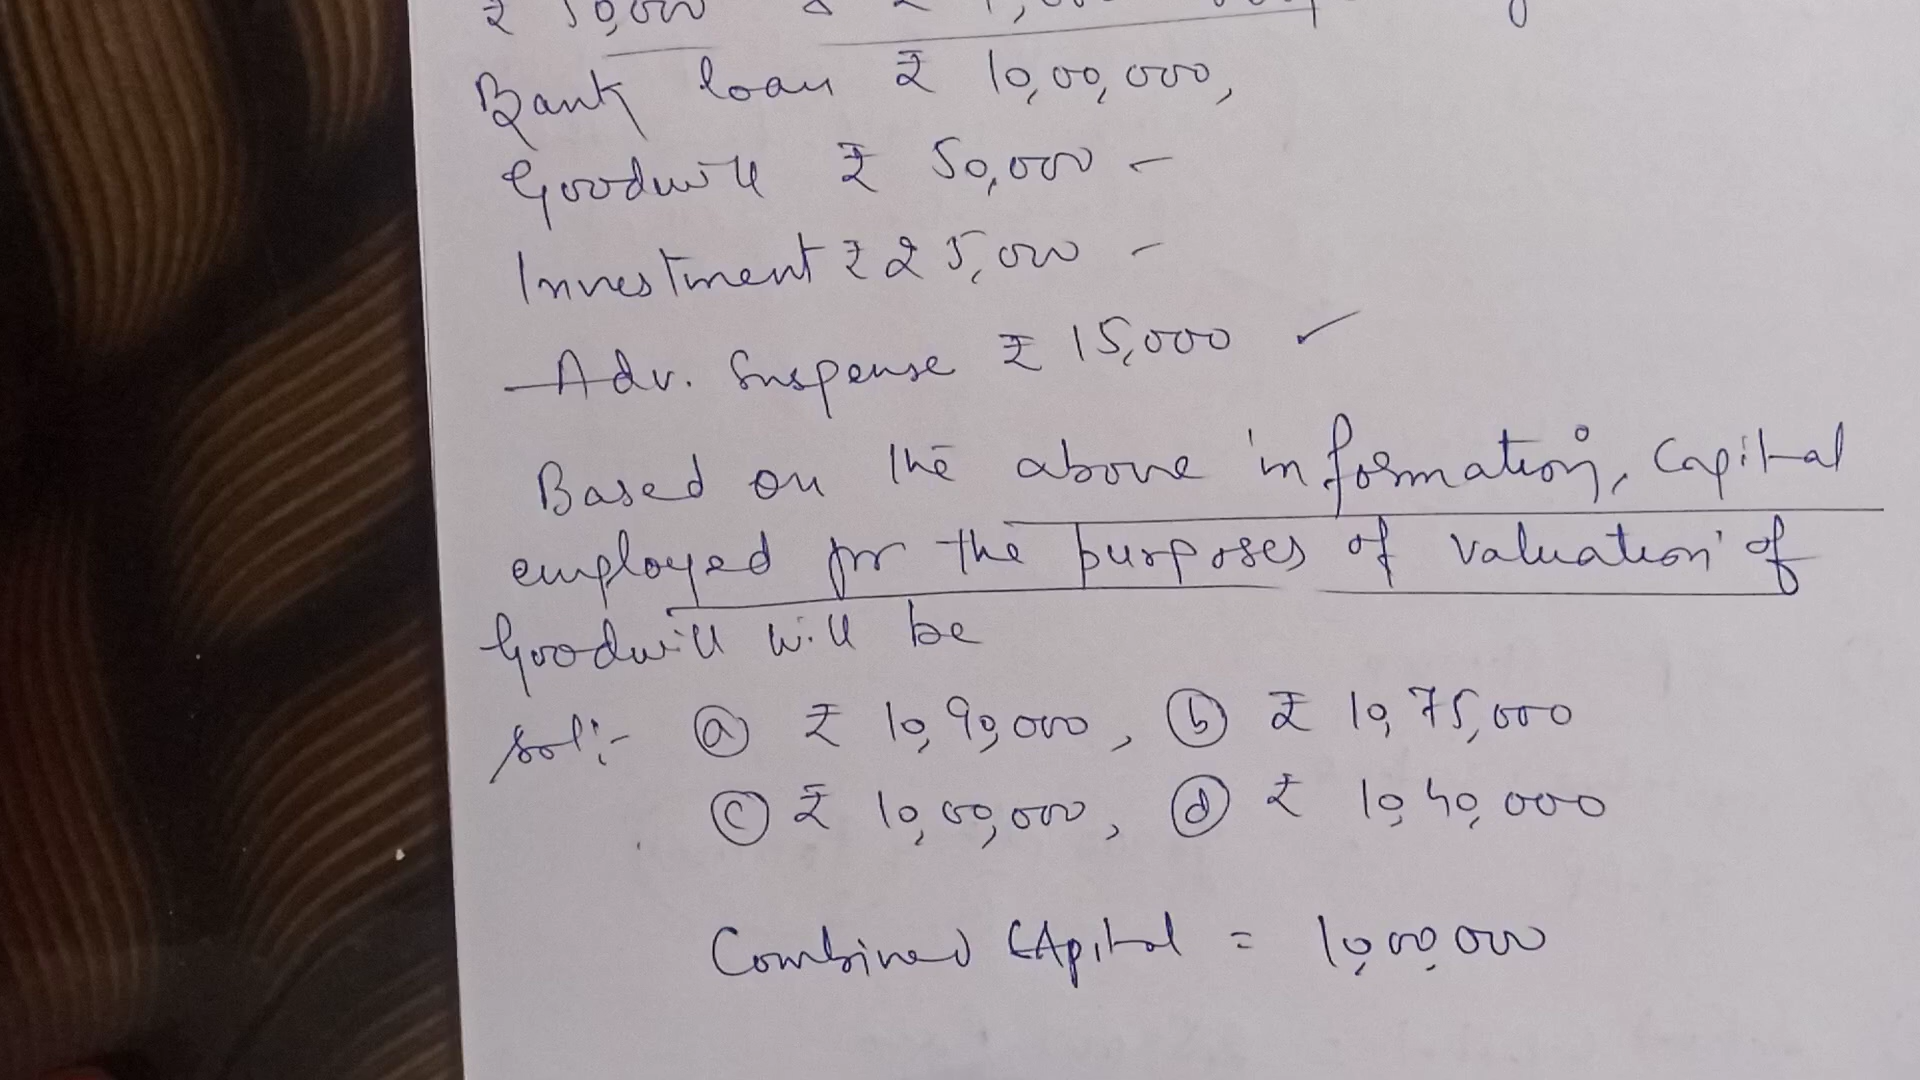 ₹ 50,000
Bank loan ₹ 10,00,000,
Goodwill ₹ 50,000 -
Investment ₹ 25,000 -
Adv. Suspense ₹ 15,000 ✓
Based on the above information, Capital
employed for the purposes of valuation of
Goodwill will be
Sol:- (a) ₹ 10,90,000, (b) ₹ 10,75,000
(c) ₹ 10,00,000, (d) ₹ 10,40,000
Combined Capital = 10,00,000